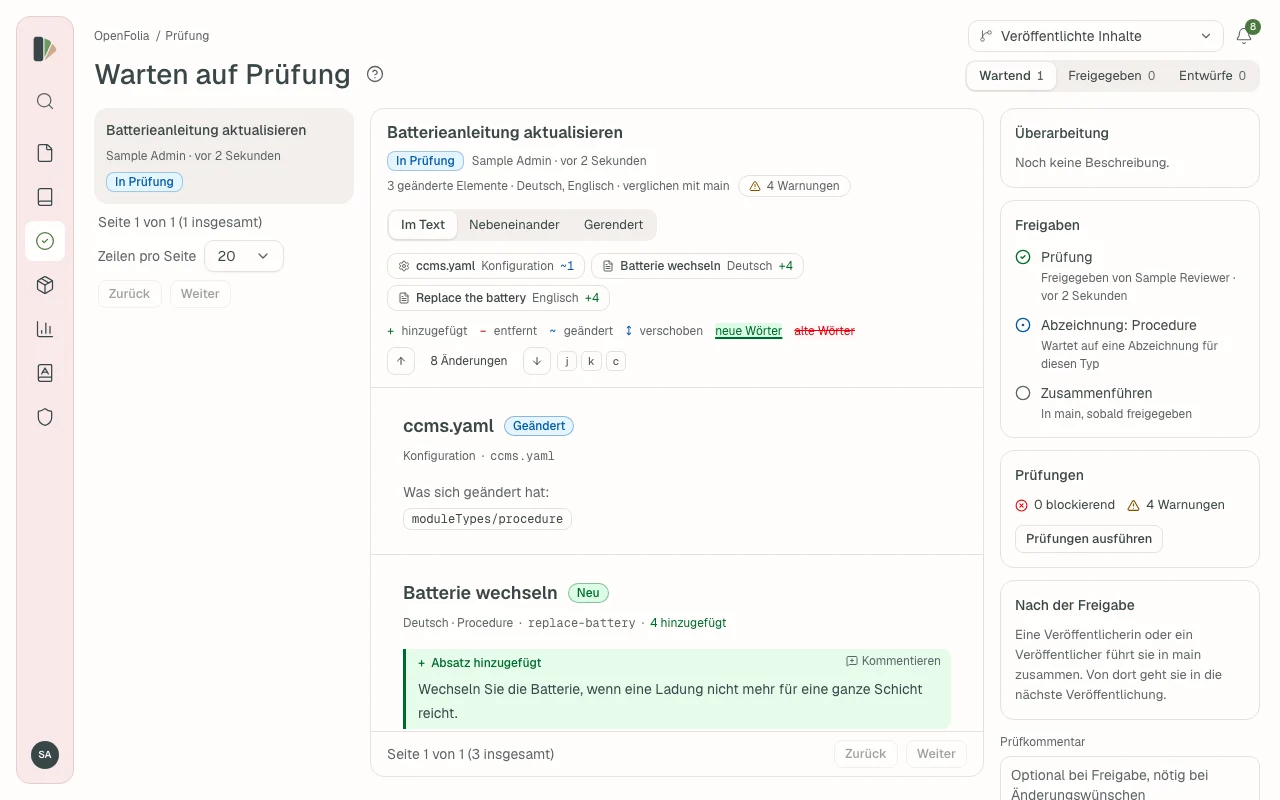 OpenFolia / Prüfung
Veröffentlichte Inhalte
8
Warten auf Prüfung
Wartend 1
Freigegeben 0
Entwürfe 0
Batterieanleitung aktualisieren
Sample Admin · vor 2 Sekunden
In Prüfung
Seite 1 von 1 (1 insgesamt)
Zeilen pro Seite 20
Zurück
Weiter
Batterieanleitung aktualisieren
In Prüfung Sample Admin · vor 2 Sekunden
3 geänderte Elemente · Deutsch, Englisch · verglichen mit main 4 Warnungen
Im Text Nebeneinander Gerendert
ccms.yaml Konfiguration ~1 Batterie wechseln Deutsch +4
Replace the battery Englisch +4
+ hinzugefügt − entfernt ~ geändert ↕ verschoben neue Wörter alte Wörter
↑ 8 Änderungen ↓ j k c
ccms.yaml Geändert
Konfiguration · ccms.yaml
Was sich geändert hat:
moduleTypes/procedure
Batterie wechseln Neu
Deutsch · Procedure · replace-battery · 4 hinzugefügt
+ Absatz hinzugefügt Kommentieren
Wechseln Sie die Batterie, wenn eine Ladung nicht mehr für eine ganze Schicht
reicht.
Seite 1 von 1 (3 insgesamt) Zurück Weiter
Überarbeitung
Noch keine Beschreibung.
Freigaben
Prüfung
Freigegeben von Sample Reviewer ·
vor 2 Sekunden
Abzeichnung: Procedure
Wartet auf eine Abzeichnung für
diesen Typ
Zusammenführen
In main, sobald freigegeben
Prüfungen
0 blockierend 4 Warnungen
Prüfungen ausführen
Nach der Freigabe
Eine Veröffentlicherin oder ein
Veröffentlicher führt sie in main
zusammen. Von dort geht sie in die
nächste Veröffentlichung.
Prüfkommentar
Optional bei Freigabe, nötig bei
Änderungswünschen
SA